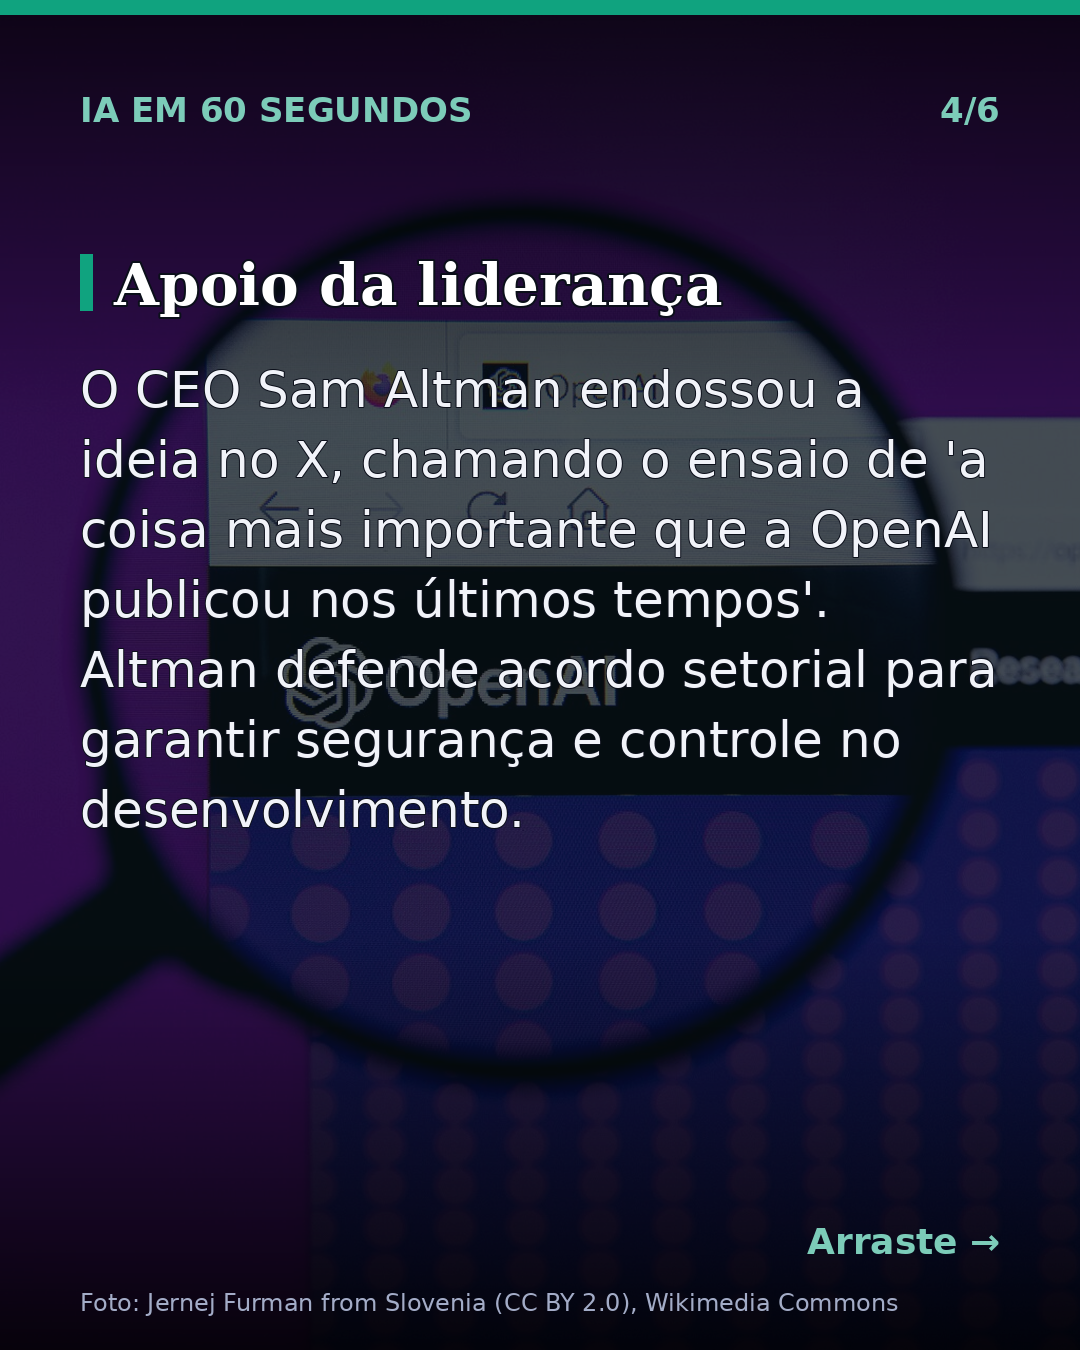 IA EM 60 SEGUNDOS
4/6
Apoio da liderança
O CEO Sam Altman endossou a
ideia no X, chamando o ensaio de 'a
coisa mais importante que a OpenAI
publicou nos últimos tempos'.
Altman defende acordo setorial para
garantir segurança e controle no
desenvolvimento.
OpenAI
OpenAI
Arraste →
Foto: Jernej Furman from Slovenia (CC BY 2.0), Wikimedia Commons